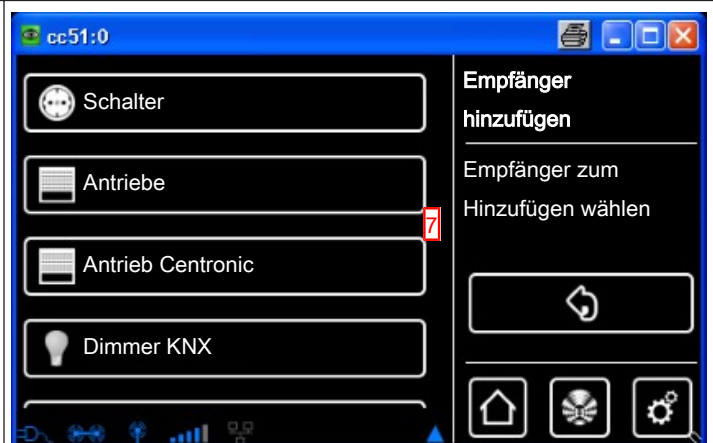 cc51:0
Schalter
Antriebe
Antrieb Centronic
Dimmer KNX
7
Empfänger
hinzufügen
Empfänger zum
Hinzufügen wählen